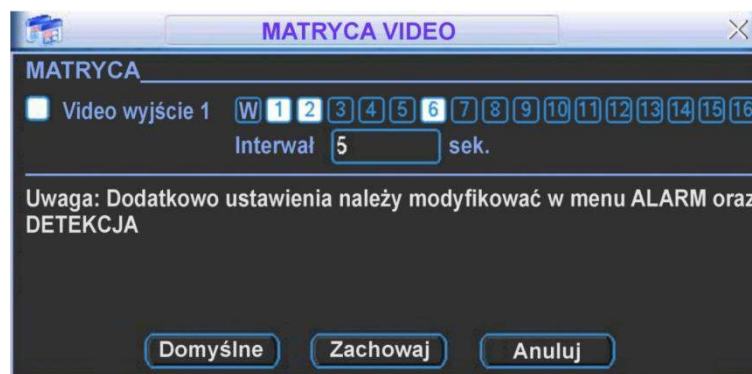 MATRYCA VIDEO
MATRYCA
Video wyjście 1 W 1 2 3 4 5 6 7 8 9 10 11 12 13 14 15 16
Interwał 5 sek.
Uwaga: Dodatkowo ustawienia należy modyfikować w menu ALARM oraz
DETEKCJA
Domyślne Zachowaj Anuluj